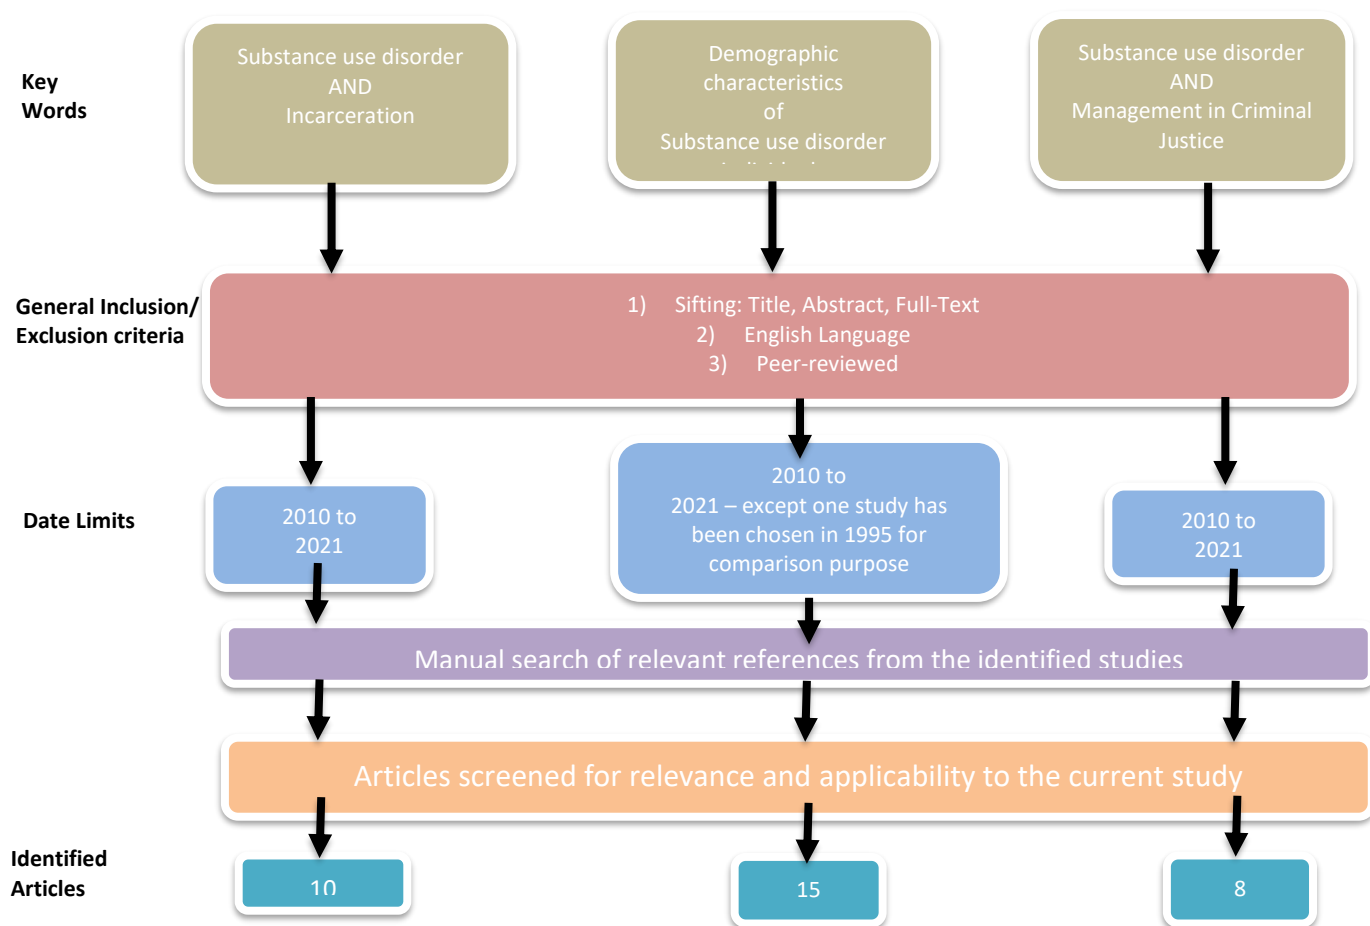 Key
Words
Substance use disorder
AND
Incarceration
Demographic
characteristics
of
Substance use disorder
Substance use disorder
AND
Management in Criminal
Justice
General Inclusion/
Exclusion criteria
1) Sifting: Title, Abstract, Full-Text
2) English Language
3) Peer-reviewed
Date Limits
2010 to
2021
2010 to
2021 – except one study has
been chosen in 1995 for
comparison purpose
2010 to
2021
Manual search of relevant references from the identified studies
Articles screened for relevance and applicability to the current study
Identified
Articles
10
15
8